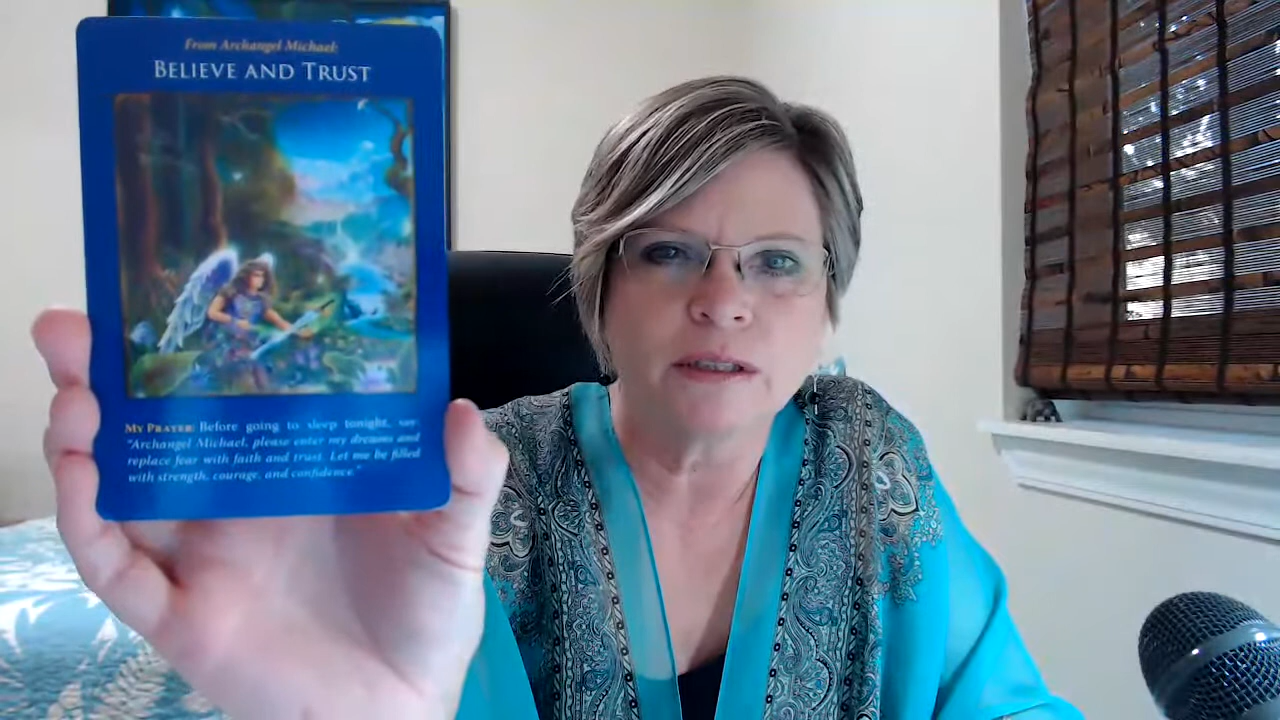 From Archangel Michael:
BELIEVE AND TRUST
MY PRAYER: Before going to sleep tonight, say:
"Archangel Michael, please enter my dreams and
replace fear with faith and trust. Let me be filled
with strength, courage, and confidence."